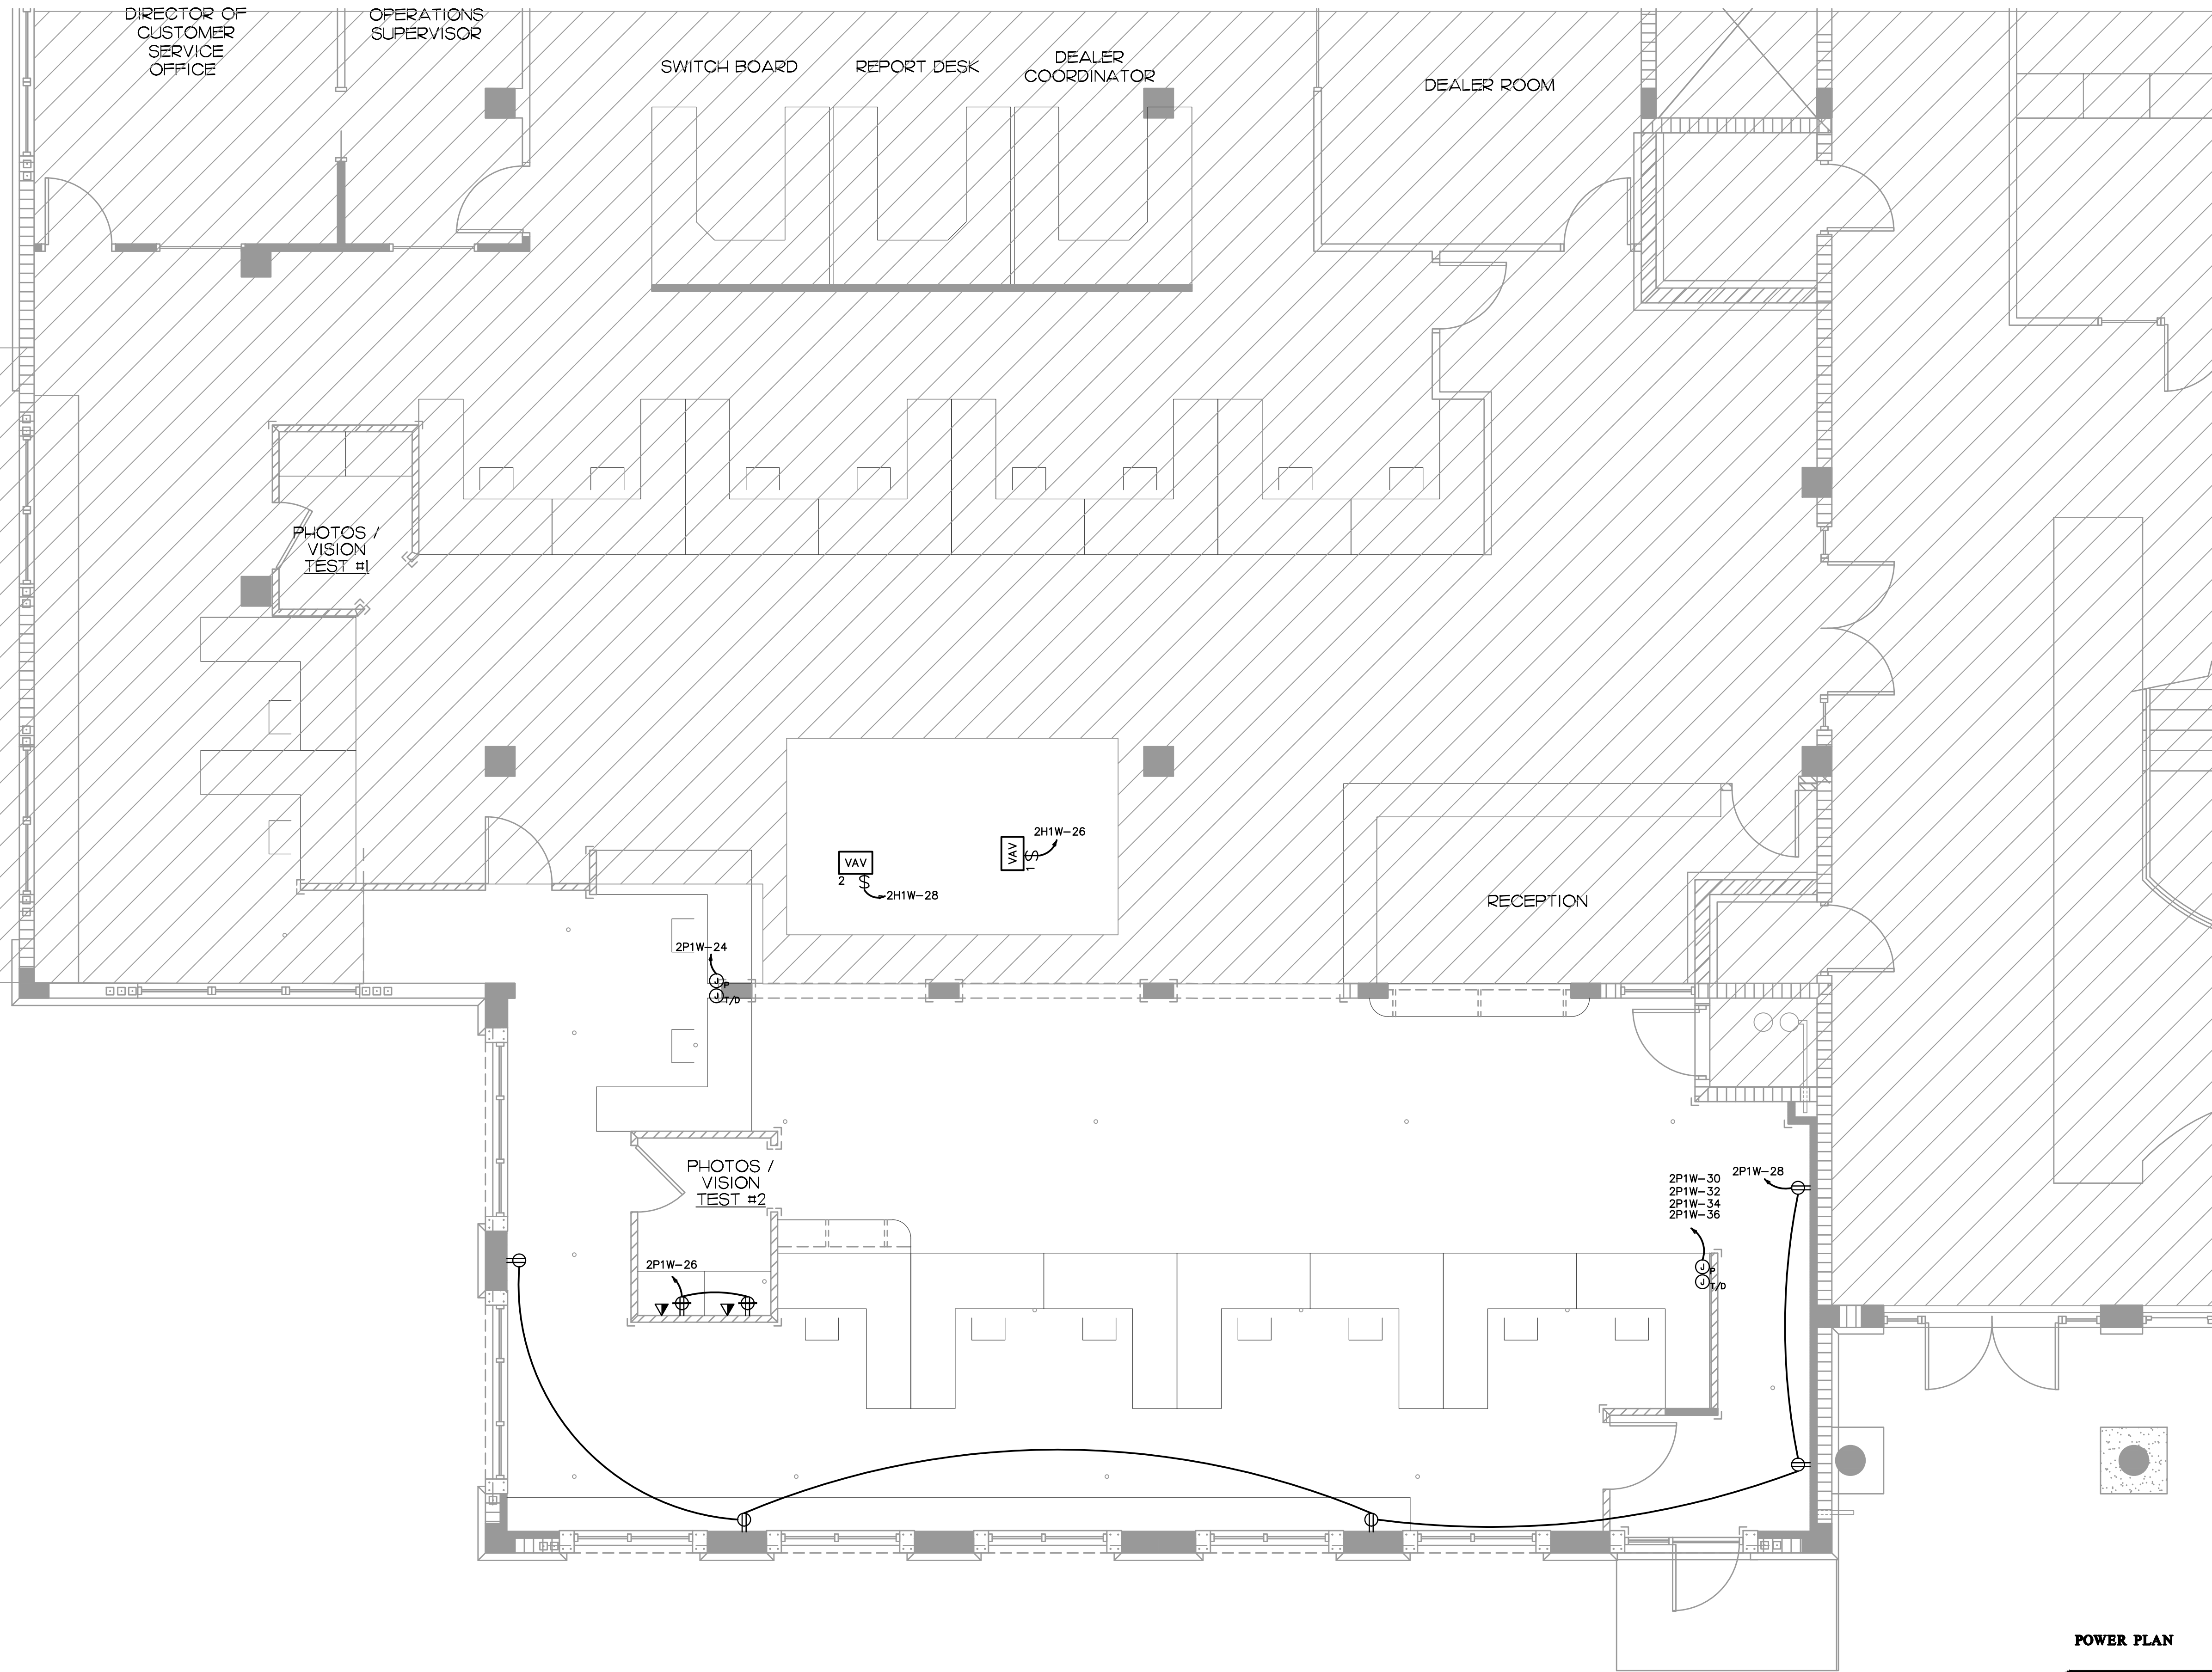 DIRECTOR OF
CUSTOMER
SERVICE
OFFICE
OPERATIONS
SUPERVISOR
SWITCH BOARD
REPORT DESK
DEALER
COORDINATOR
DEALER ROOM
PHOTOS /
VISION
TEST #1
VAV
2
2H1W-28
VAV
1
2H1W-26
RECEPTION
2P1W-24
J P
J T/D
PHOTOS /
VISION
TEST #2
2P1W-26
2P1W-30
2P1W-32
2P1W-34
2P1W-36
2P1W-28
J P
J T/D
POWER PLAN